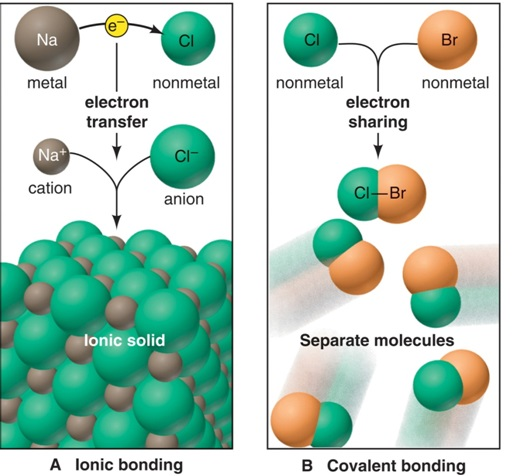 Na
e⁻
Cl
metal
nonmetal
electron
transfer
Na⁺
Cl⁻
cation
anion
Ionic solid
A Ionic bonding
Cl
Br
nonmetal
nonmetal
electron
sharing
Cl—Br
Separate molecules
B Covalent bonding